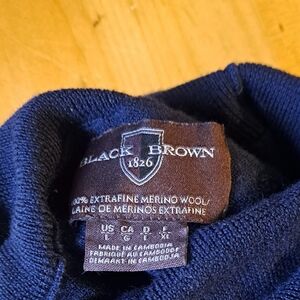 BLACK BROWN
1826
100% EXTRAFINE MERINO WOOL/
LAINE DE MERINOS EXTRAFINE
US CA D F
L G L XL
MADE IN CAMBODIA
FABRIQUÉ AU CAMBODGE